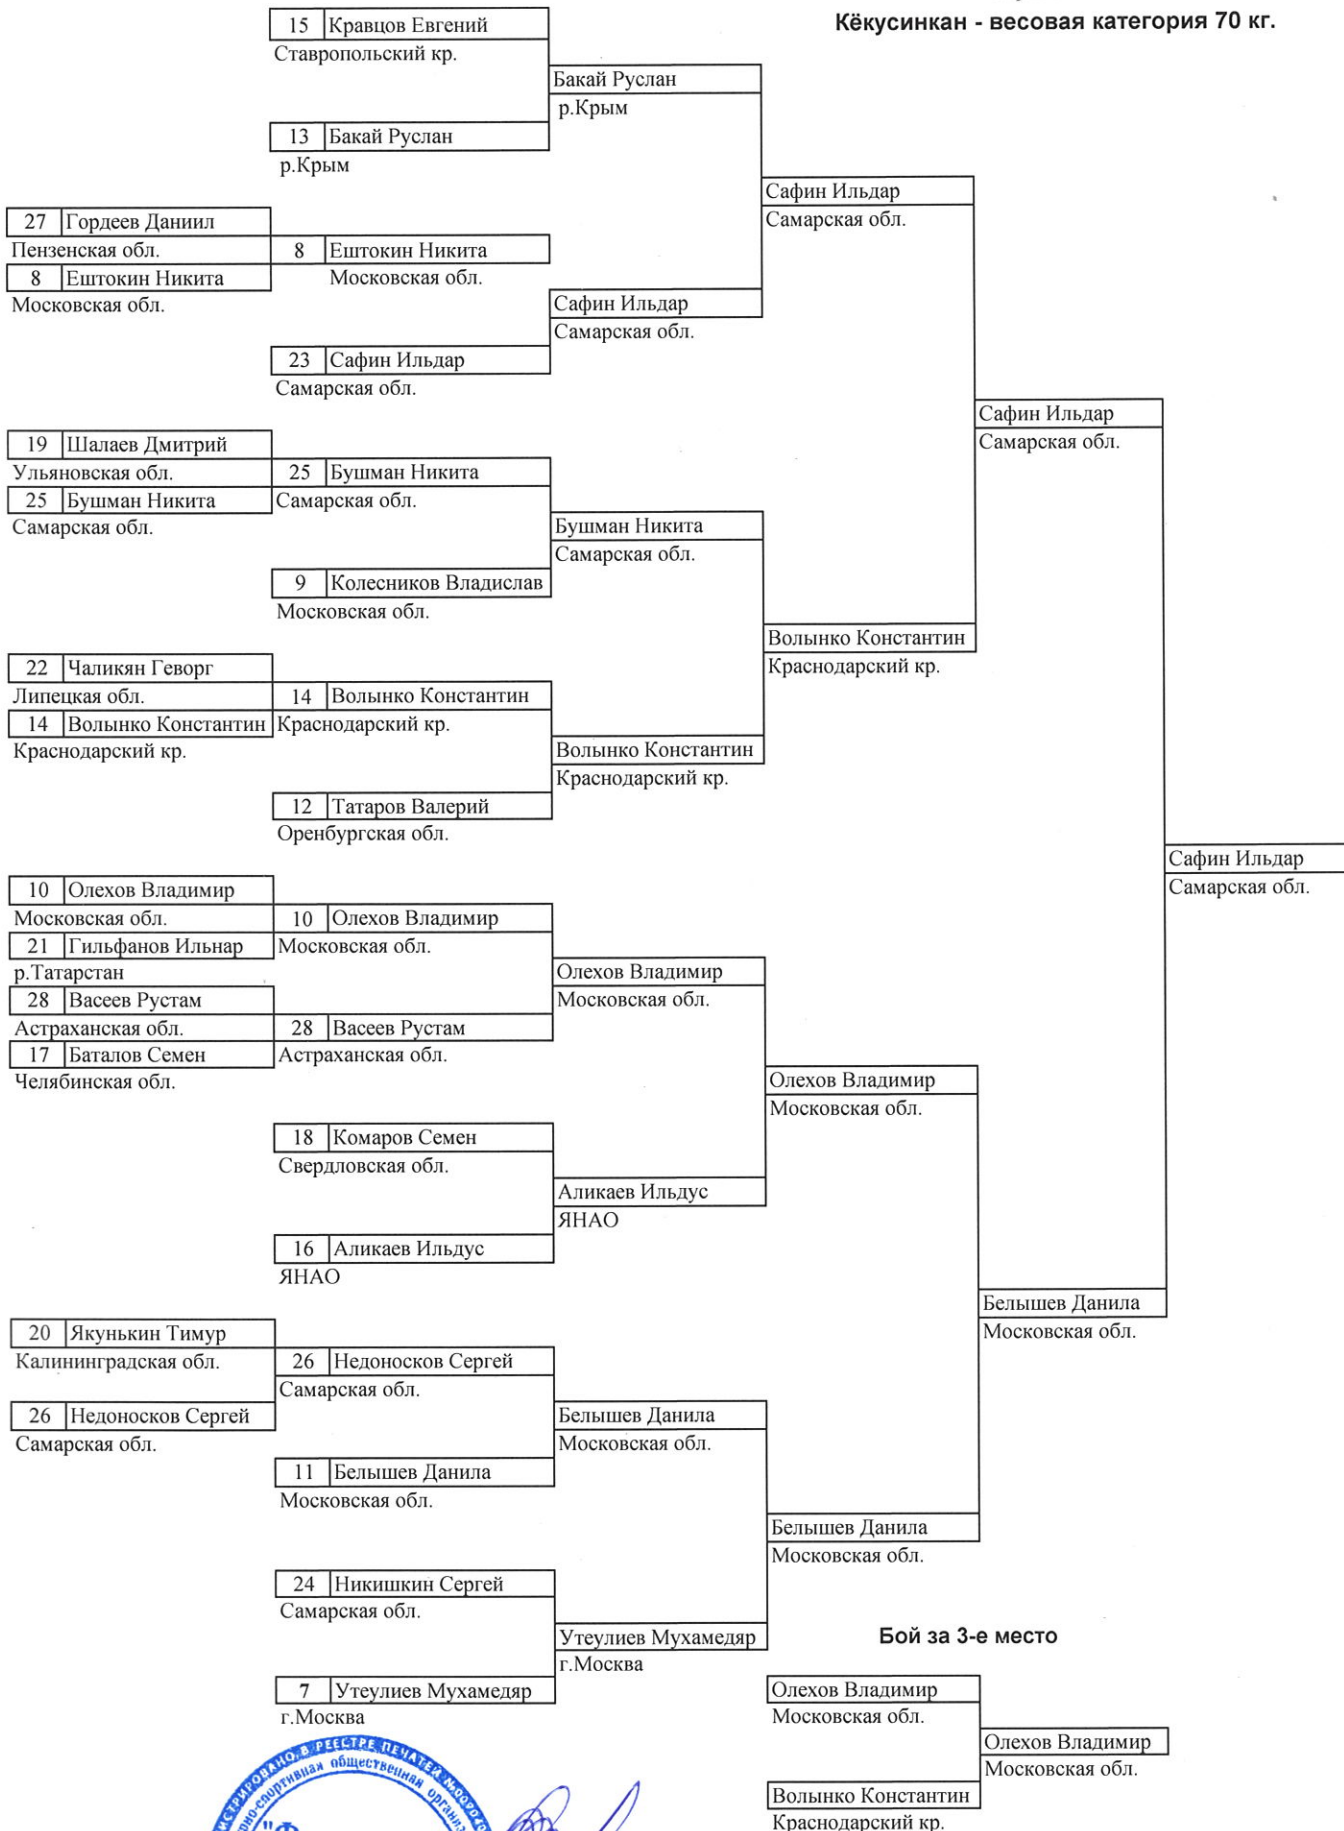 Кёкусинкан - весовая категория 70 кг.
15 Кравцов Евгений
Ставропольский кр.
Бакай Руслан
р.Крым
13 Бакай Руслан
р.Крым
Сафин Ильдар
Самарская обл.
27 Гордеев Даниил
Пензенская обл.
8 Ештокин Никита
Московская обл.
8 Ештокин Никита
Московская обл.
Сафин Ильдар
Самарская обл.
23 Сафин Ильдар
Самарская обл.
Сафин Ильдар
Самарская обл.
19 Шалаев Дмитрий
Ульяновская обл.
25 Бушман Никита
Самарская обл.
25 Бушман Никита
Самарская обл.
Бушман Никита
Самарская обл.
9 Колесников Владислав
Московская обл.
Волынко Константин
Краснодарский кр.
22 Чаликян Геворг
Липецкая обл.
14 Волынко Константин
Краснодарский кр.
14 Волынко Константин
Краснодарский кр.
Волынко Константин
Краснодарский кр.
12 Татаров Валерий
Оренбургская обл.
Сафин Ильдар
Самарская обл.
10 Олехов Владимир
Московская обл.
21 Гильфанов Ильнар
р.Татарстан
10 Олехов Владимир
Московская обл.
Олехов Владимир
Московская обл.
28 Васеев Рустам
Астраханская обл.
17 Баталов Семен
Челябинская обл.
28 Васеев Рустам
Астраханская обл.
Олехов Владимир
Московская обл.
18 Комаров Семен
Свердловская обл.
Аликаев Ильдус
ЯНАО
16 Аликаев Ильдус
ЯНАО
Белышев Данила
Московская обл.
20 Якунькин Тимур
Калининградская обл.
26 Недоносков Сергей
Самарская обл.
26 Недоносков Сергей
Самарская обл.
Белышев Данила
Московская обл.
11 Белышев Данила
Московская обл.
Белышев Данила
Московская обл.
24 Никишкин Сергей
Самарская обл.
Утеулиев Мухамедяр
г.Москва
7 Утеулиев Мухамедяр
г.Москва
Бой за 3-е место
Олехов Владимир
Московская обл.
Олехов Владимир
Московская обл.
Волынко Константин
Краснодарский кр.
В РЕЕСТРЕ ПЕЧАТЕЙ
общественная